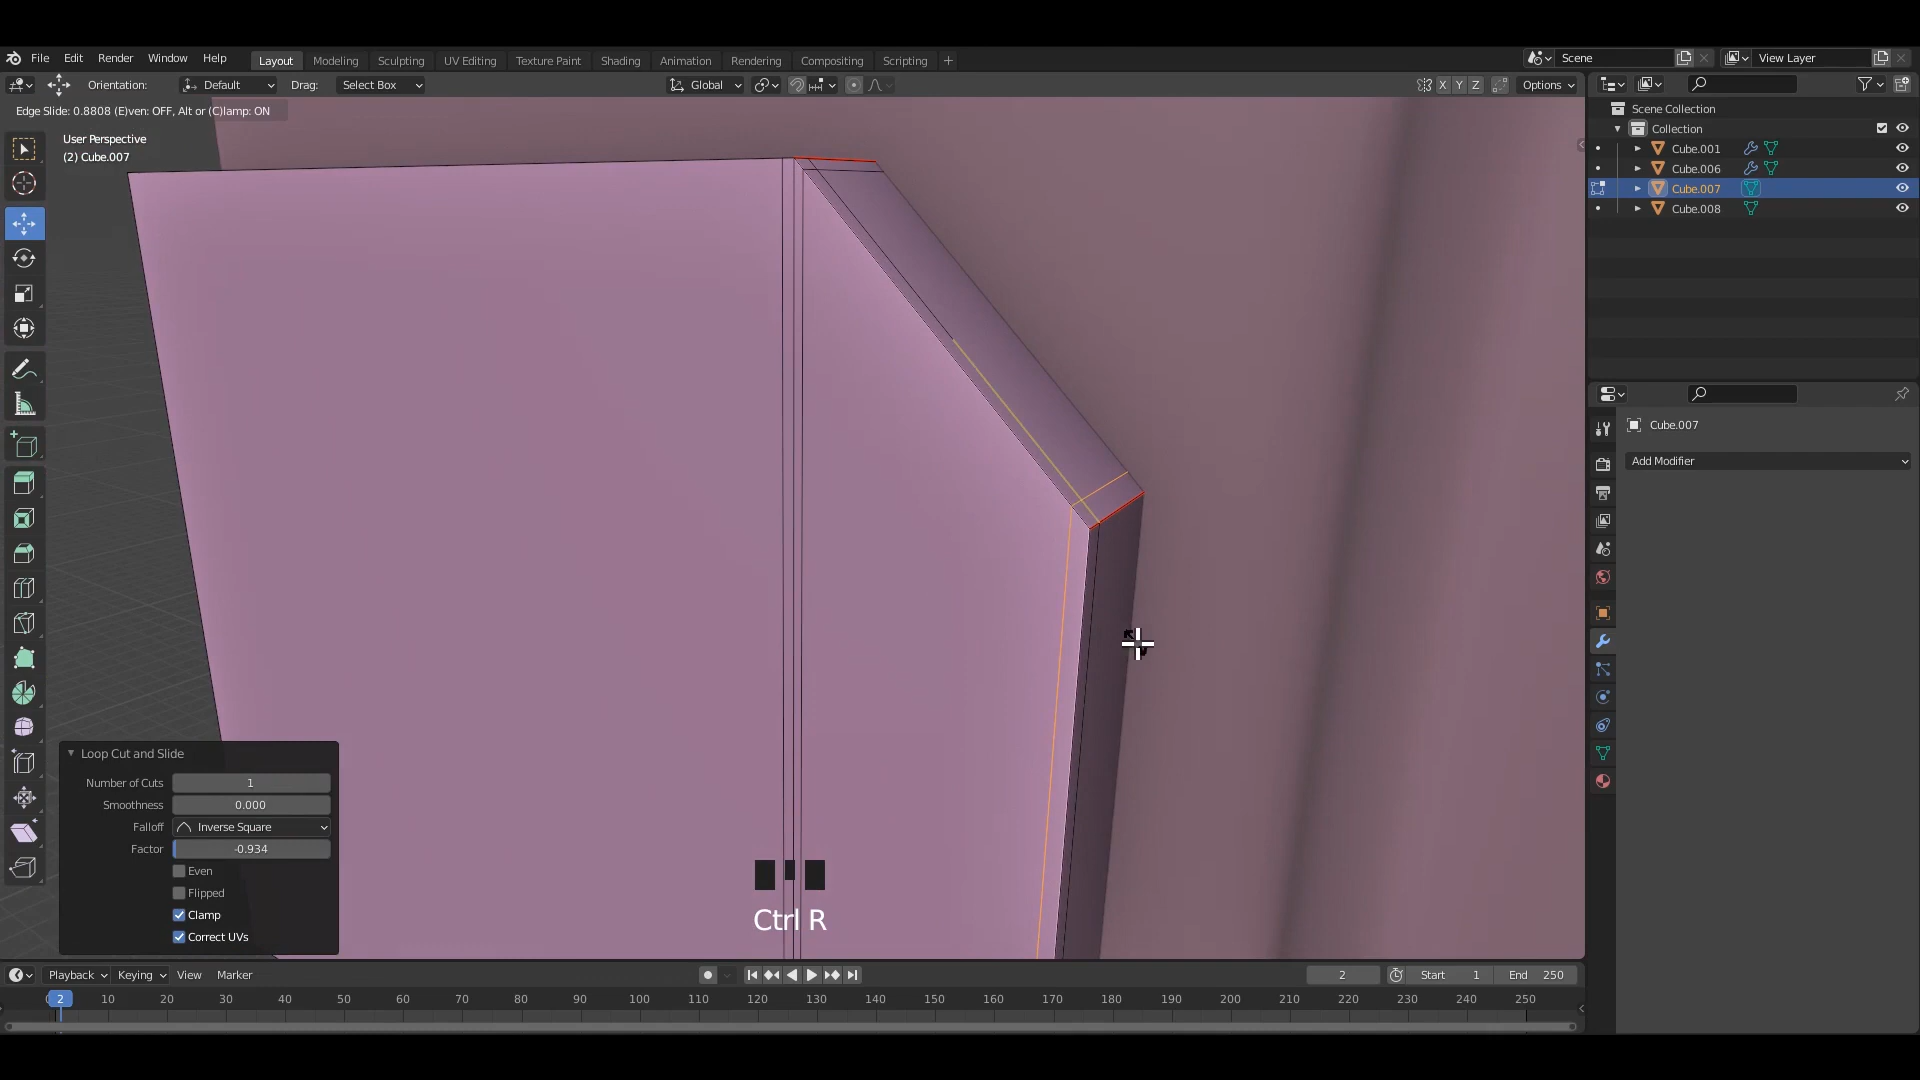 File Edit Render Window Help Layout Modeling Sculpting UV Editing Texture Paint Shading Animation Rendering Compositing Scripting + Scene View Layer
Orientation: Default Drag: Select Box Global X Y Z Options
Edge Slide: 0.8808 (E)ven: OFF, Alt or (C)lamp: ON
User Perspective
(2) Cube.007
Scene Collection
Collection
Cube.001
Cube.006
Cube.007
Cube.008
Cube.007
Add Modifier
Loop Cut and Slide
Number of Cuts 1
Smoothness 0.000
Falloff Inverse Square
Factor -0.934
Even
Flipped
Clamp
Correct UVs
Ctrl R
Playback Keying View Marker 2 Start 1 End 250
2 10 20 30 40 50 60 70 80 90 100 110 120 130 140 150 160 170 180 190 200 210 220 230 240 250